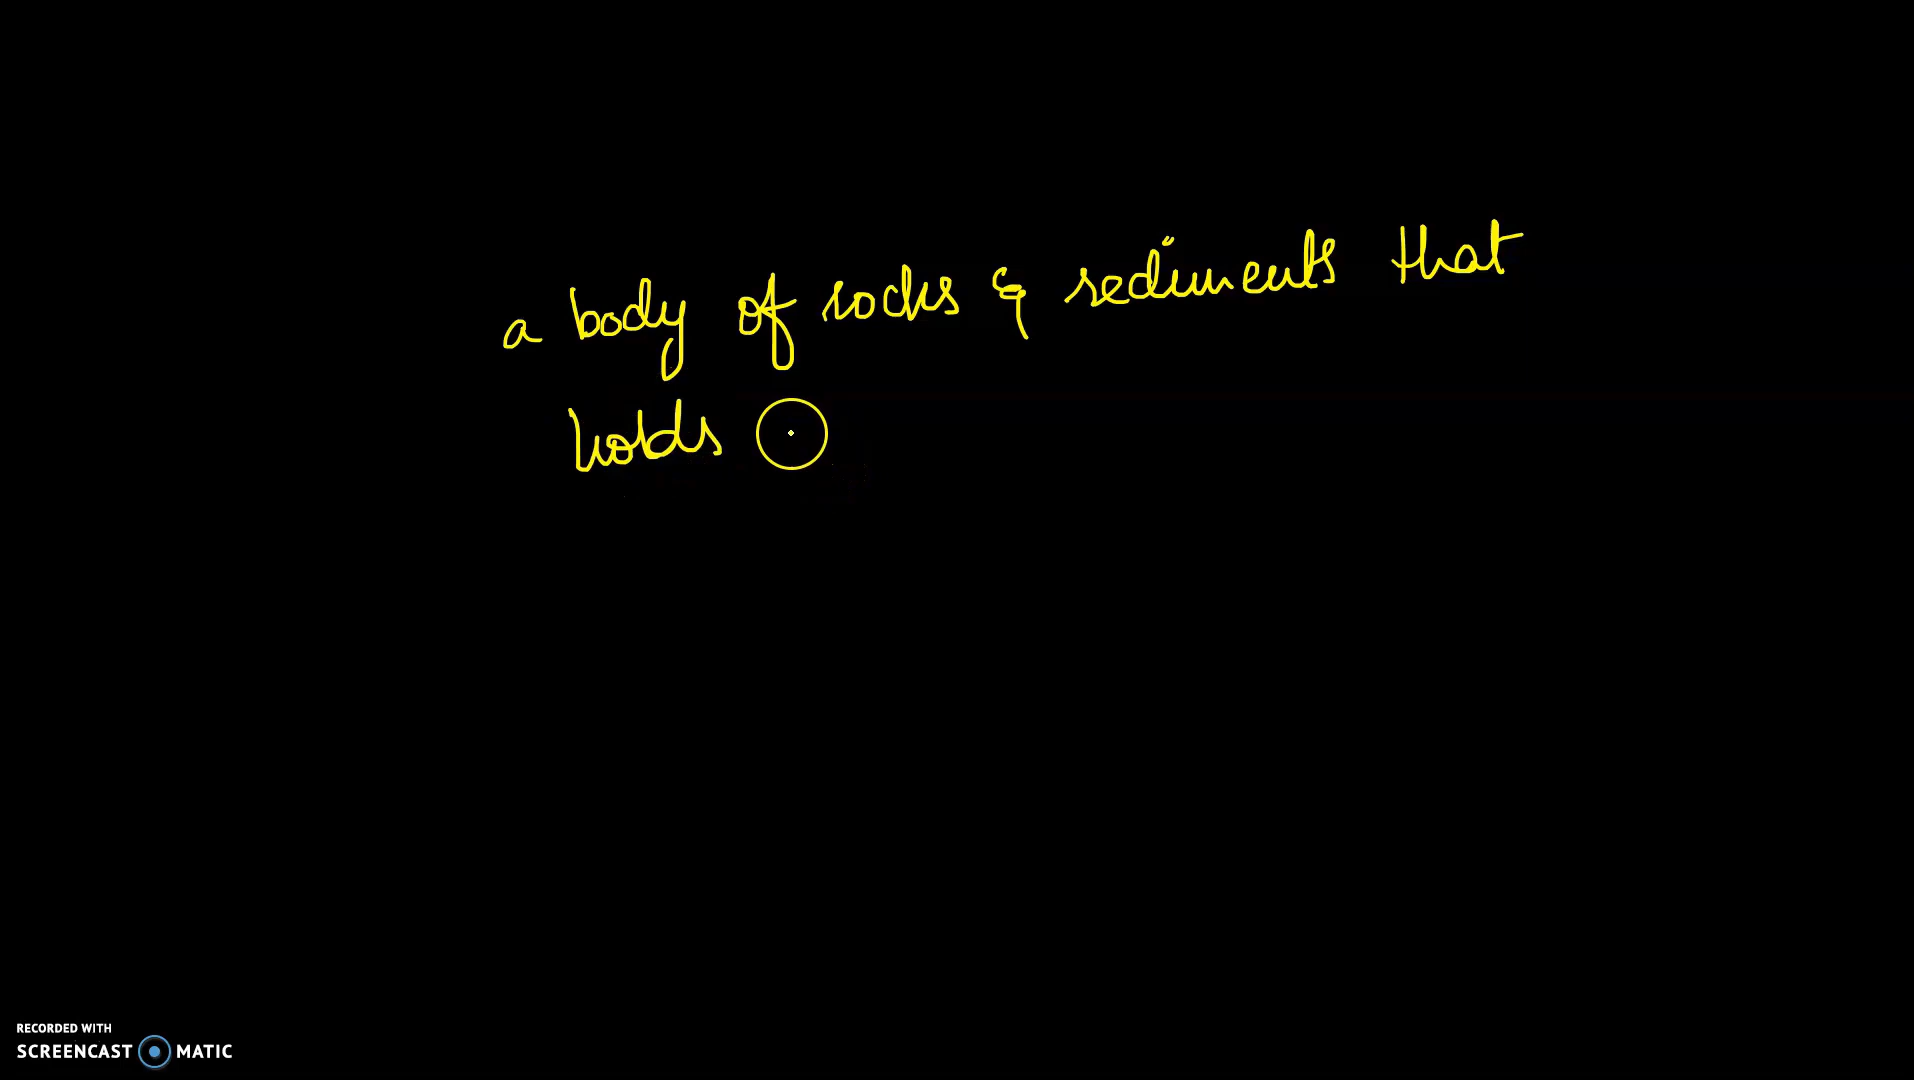 a body of rocks & sediments that
holds
RECORDED WITH
SCREENCAST MATIC